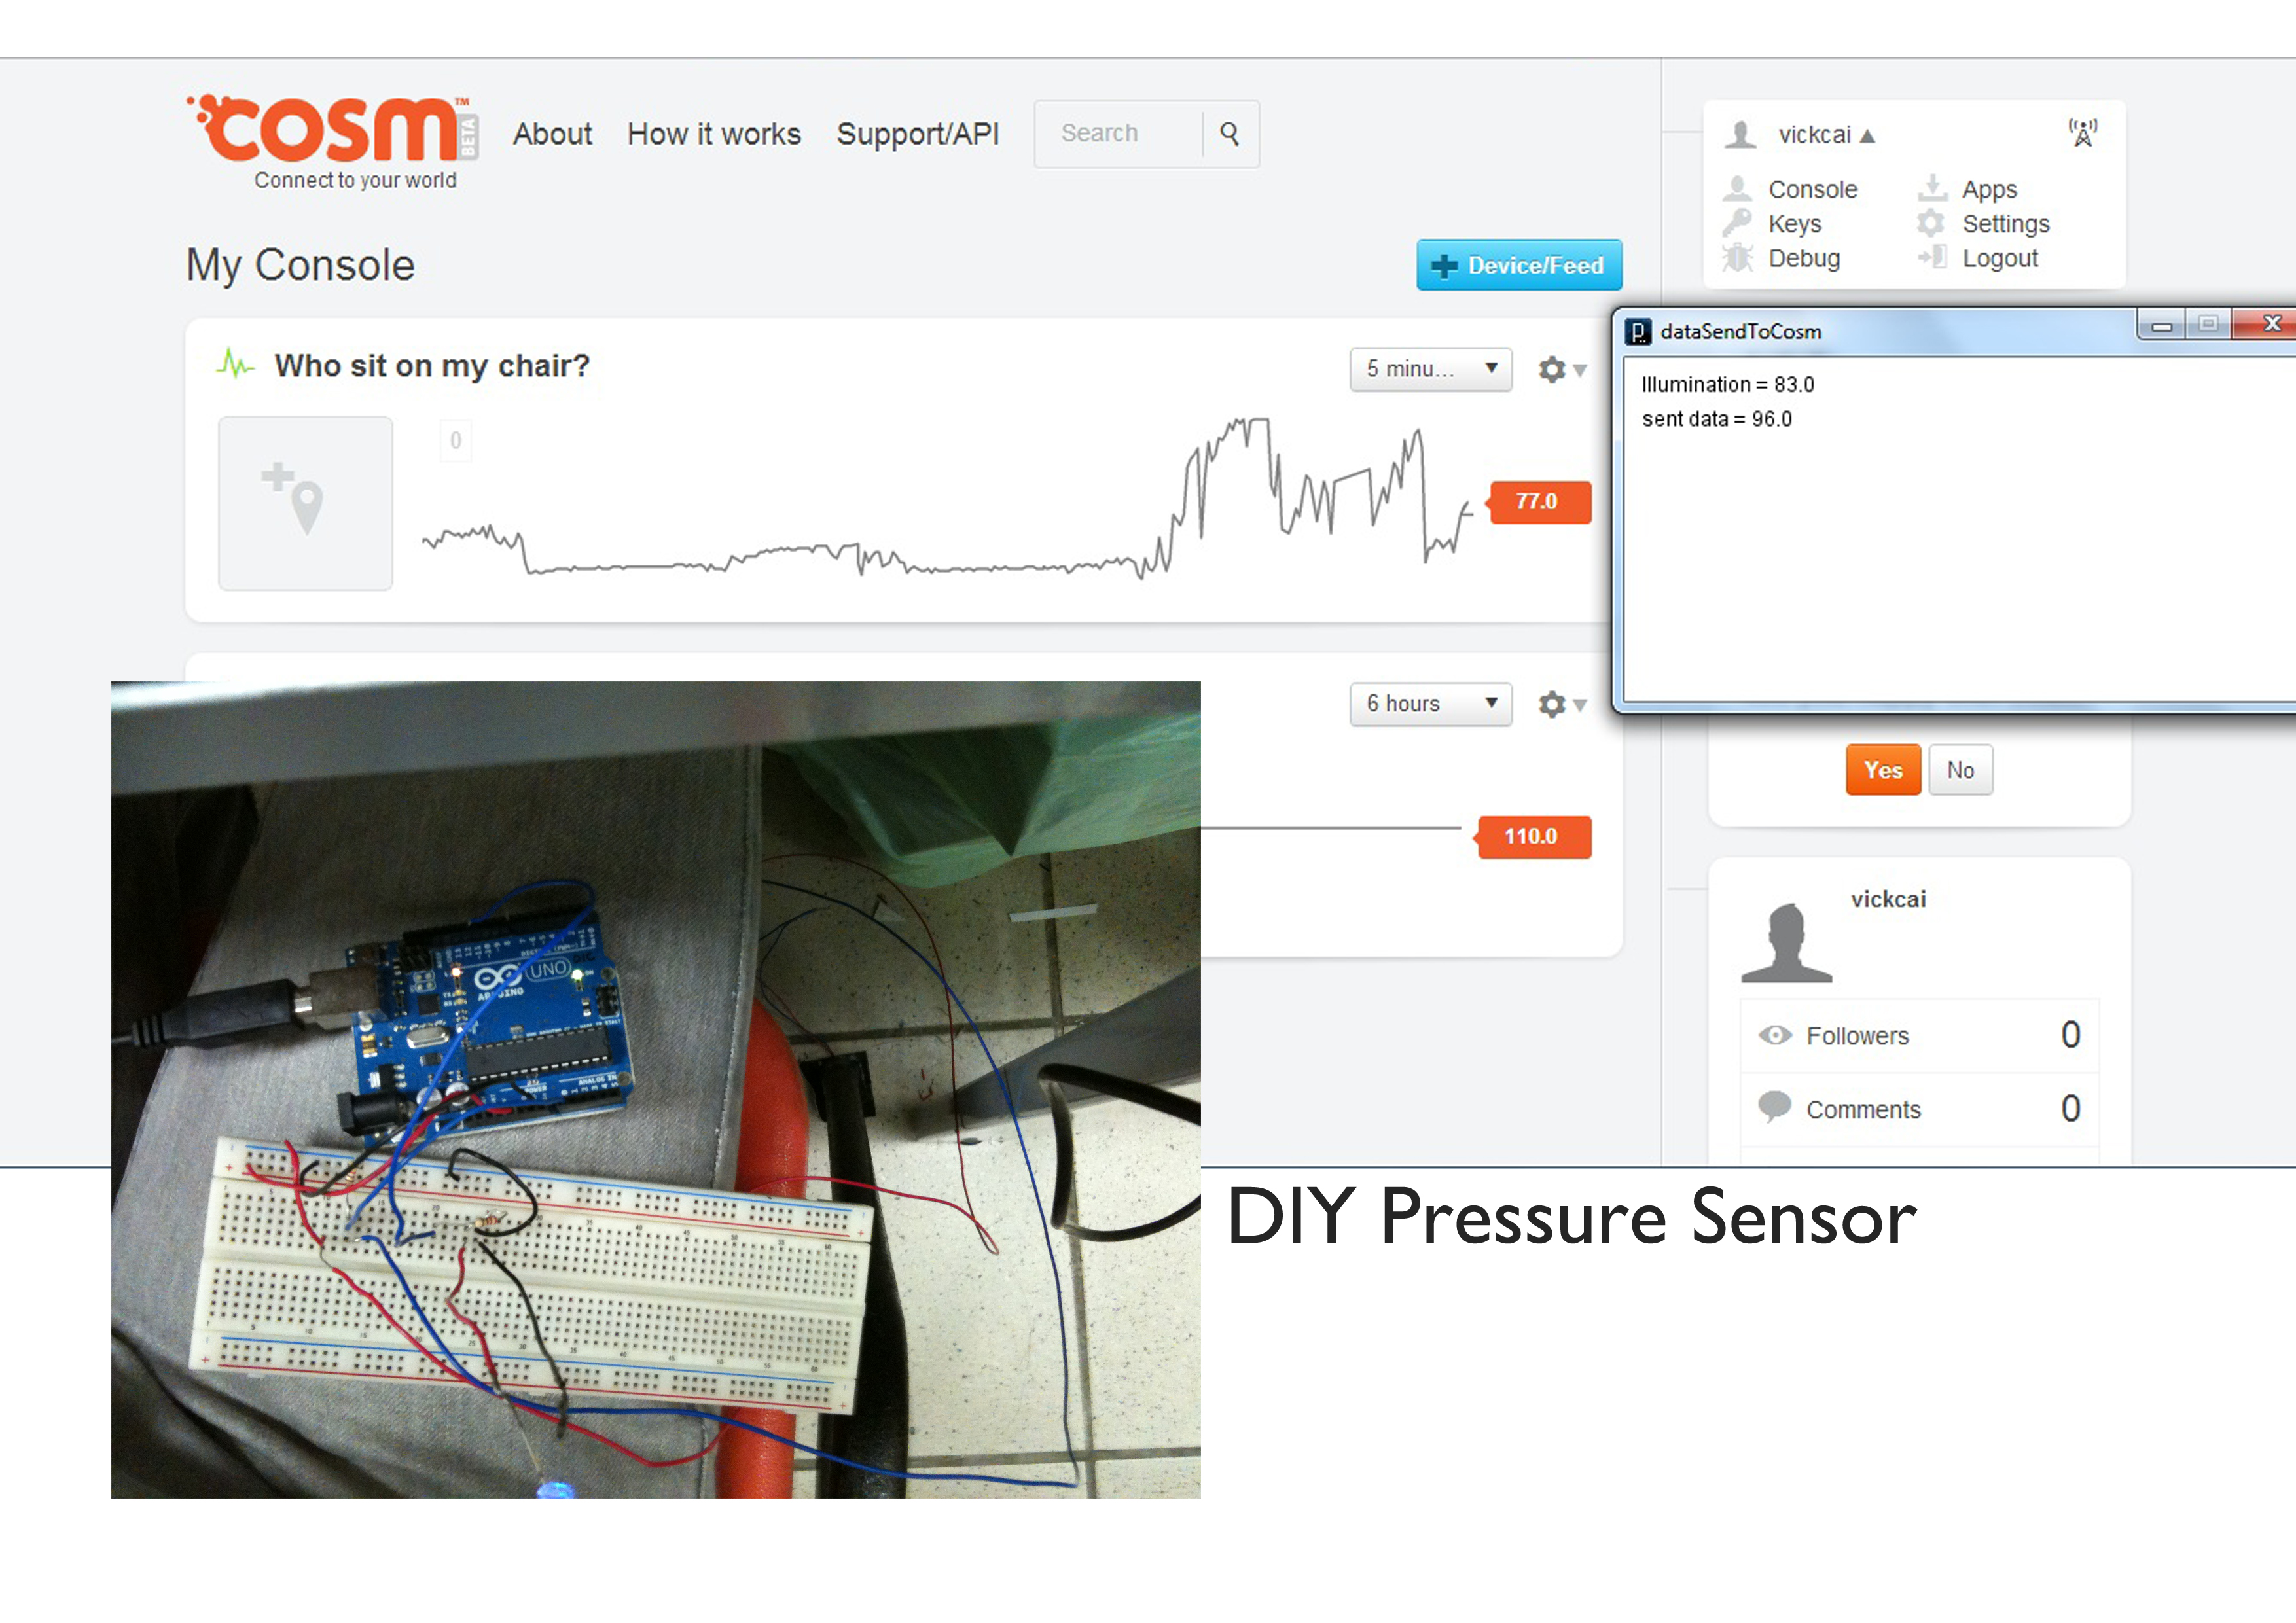 cosm™
BETA
Connect to your world
About
How it works
Support/API
Search
vickcai ▲
Console
Apps
Keys
Settings
Debug
Logout
My Console
Device/Feed
dataSendToCosm
Illumination = 83.0
sent data = 96.0
Who sit on my chair?
5 minu...
0
77.0
6 hours
110.0
Yes
No
vickcai
Followers 0
Comments 0
UNO
ARDUINO
POWER
ANALOG IN
DIY Pressure Sensor